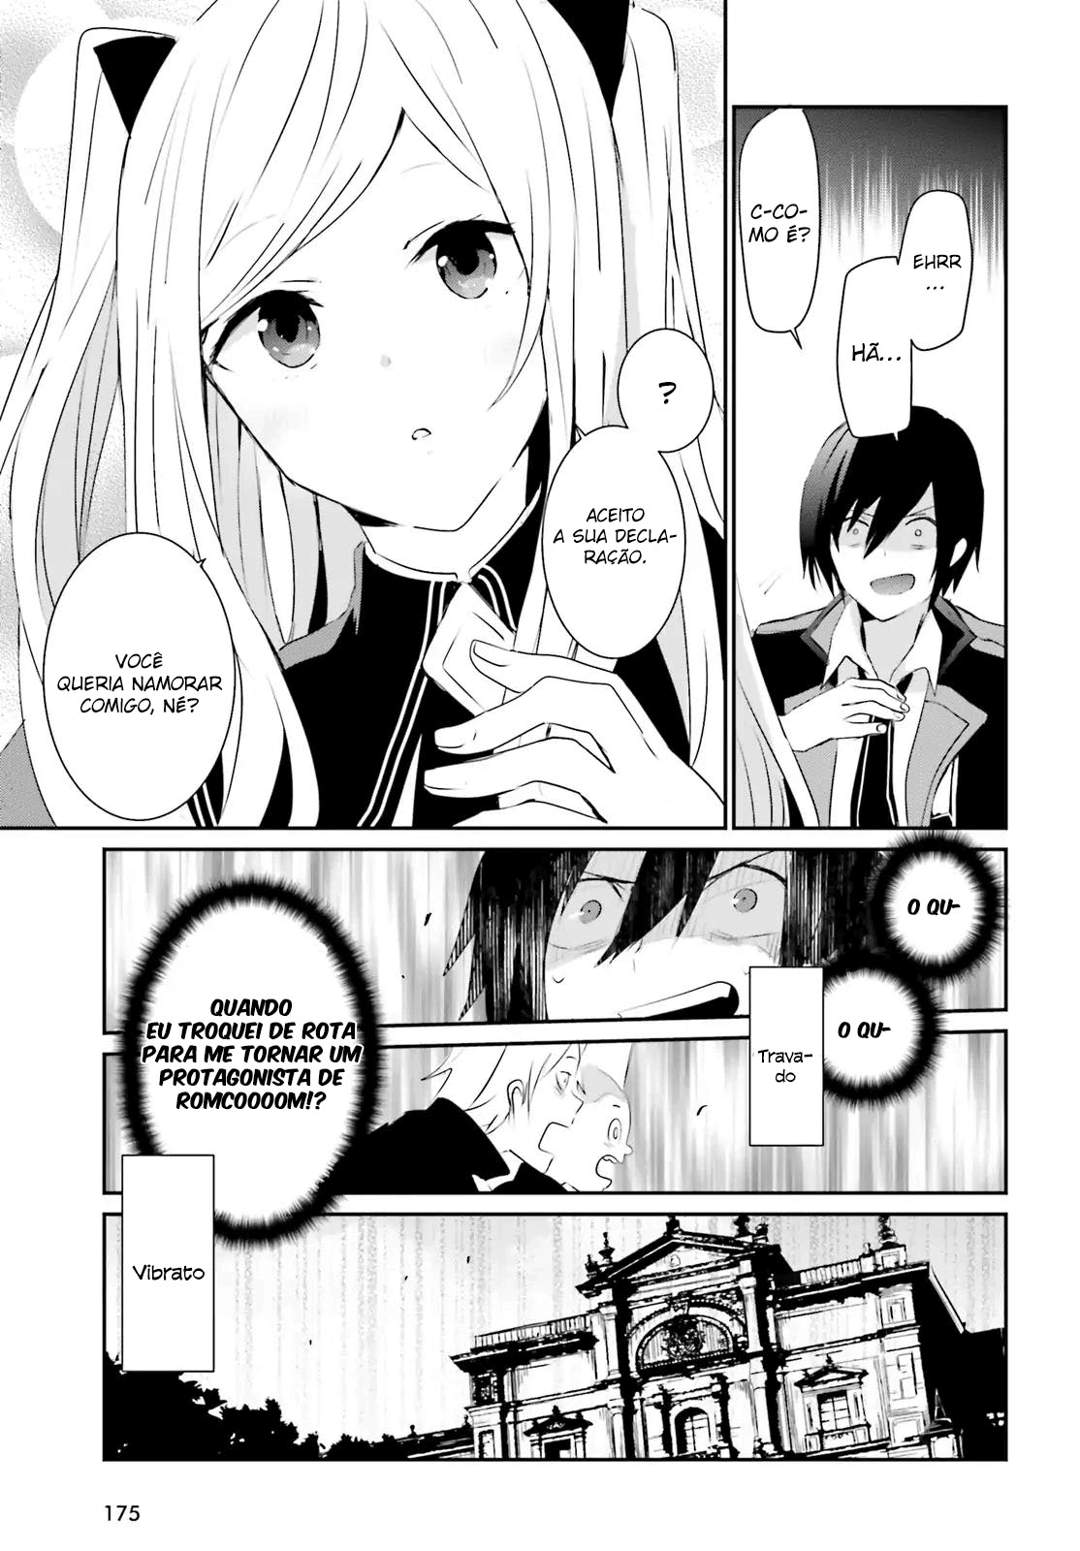 EHRR
...
HÃ...
C-CO-
MO É?
?
ACEITO
A SUA DECLA-
RAÇÃO.
VOCÊ
QUERIA NAMORAR
COMIGO, NÉ?
O QU-
O QU-
Trava-
do
QUANDO
EU TROQUEI DE ROTA
PARA ME TORNAR UM
PROTAGONISTA DE
ROMCOOOOM!?
Vibrato
175